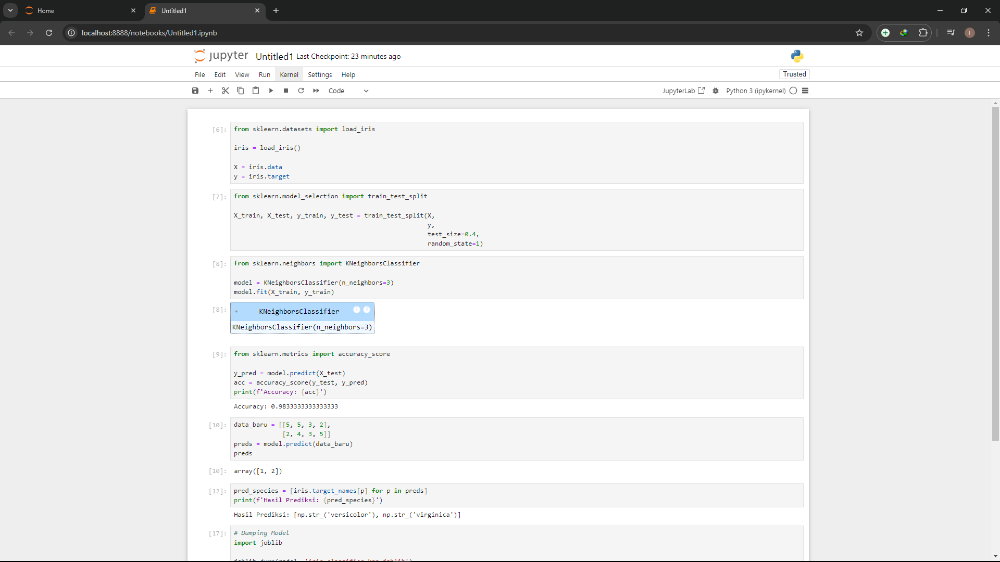 Home
Untitled1
localhost:8888/notebooks/Untitled1.ipynb
I
jupyter Untitled1 Last Checkpoint: 23 minutes ago
File Edit View Run Kernel Settings Help
Trusted
Code
JupyterLab
Python 3 (ipykernel)
[6]: from sklearn.datasets import load_iris
iris = load_iris()
X = iris.data
y = iris.target
[7]: from sklearn.model_selection import train_test_split
X_train, X_test, y_train, y_test = train_test_split(X,
y,
test_size=0.4,
random_state=1)
[8]: from sklearn.neighbors import KNeighborsClassifier
model = KNeighborsClassifier(n_neighbors=3)
model.fit(X_train, y_train)
[8]: KNeighborsClassifier
KNeighborsClassifier(n_neighbors=3)
[9]: from sklearn.metrics import accuracy_score
y_pred = model.predict(X_test)
acc = accuracy_score(y_test, y_pred)
print(f'Accuracy: {acc}')
Accuracy: 0.9833333333333333
[10]: data_baru = [[5, 5, 3, 2],
[2, 4, 3, 5]]
preds = model.predict(data_baru)
preds
[10]: array([1, 2])
[12]: pred_species = [iris.target_names[p] for p in preds]
print(f'Hasil Prediksi: {pred_species}')
Hasil Prediksi: [np.str_('versicolor'), np.str_('virginica')]
[17]: # Dumping Model
import joblib